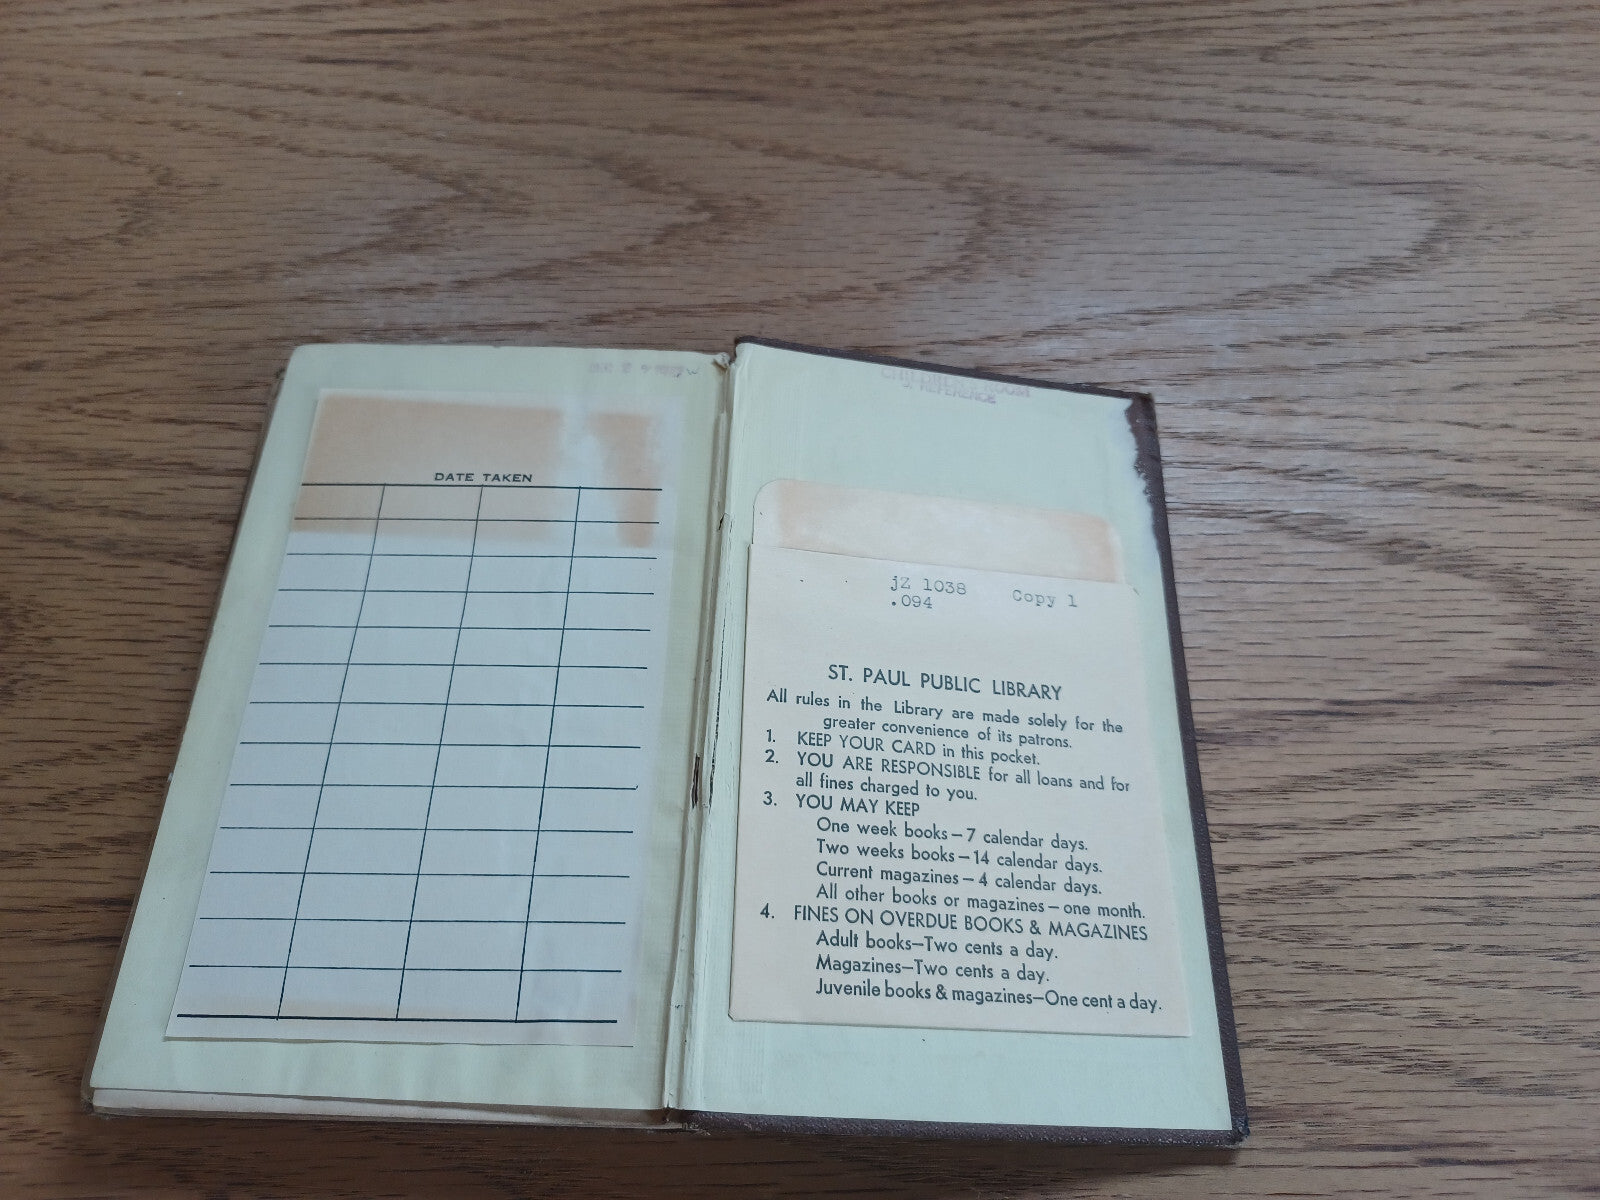 DATE TAKEN
CHILDREN'S ROOM
REFERENCE
jZ 1038 Copy 1
.094
ST. PAUL PUBLIC LIBRARY
All rules in the Library are made solely for the
greater convenience of its patrons.
1. KEEP YOUR CARD in this pocket.
2. YOU ARE RESPONSIBLE for all loans and for
all fines charged to you.
3. YOU MAY KEEP
One week books—7 calendar days.
Two weeks books—14 calendar days.
Current magazines—4 calendar days.
All other books or magazines—one month.
4. FINES ON OVERDUE BOOKS & MAGAZINES
Adult books—Two cents a day.
Magazines—Two cents a day.
Juvenile books & magazines—One cent a day.